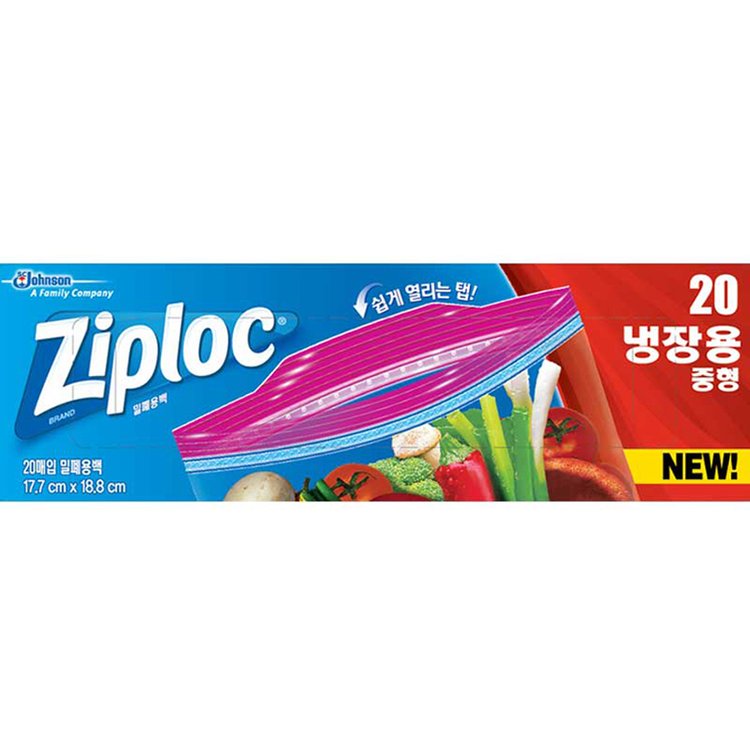 SC Johnson
A Family Company
Ziploc®
BRAND
밀폐용백
20매입 밀폐용백
17.7 cm x 18.8 cm
쉽게 열리는 탭!
20
냉장용
중형
NEW!